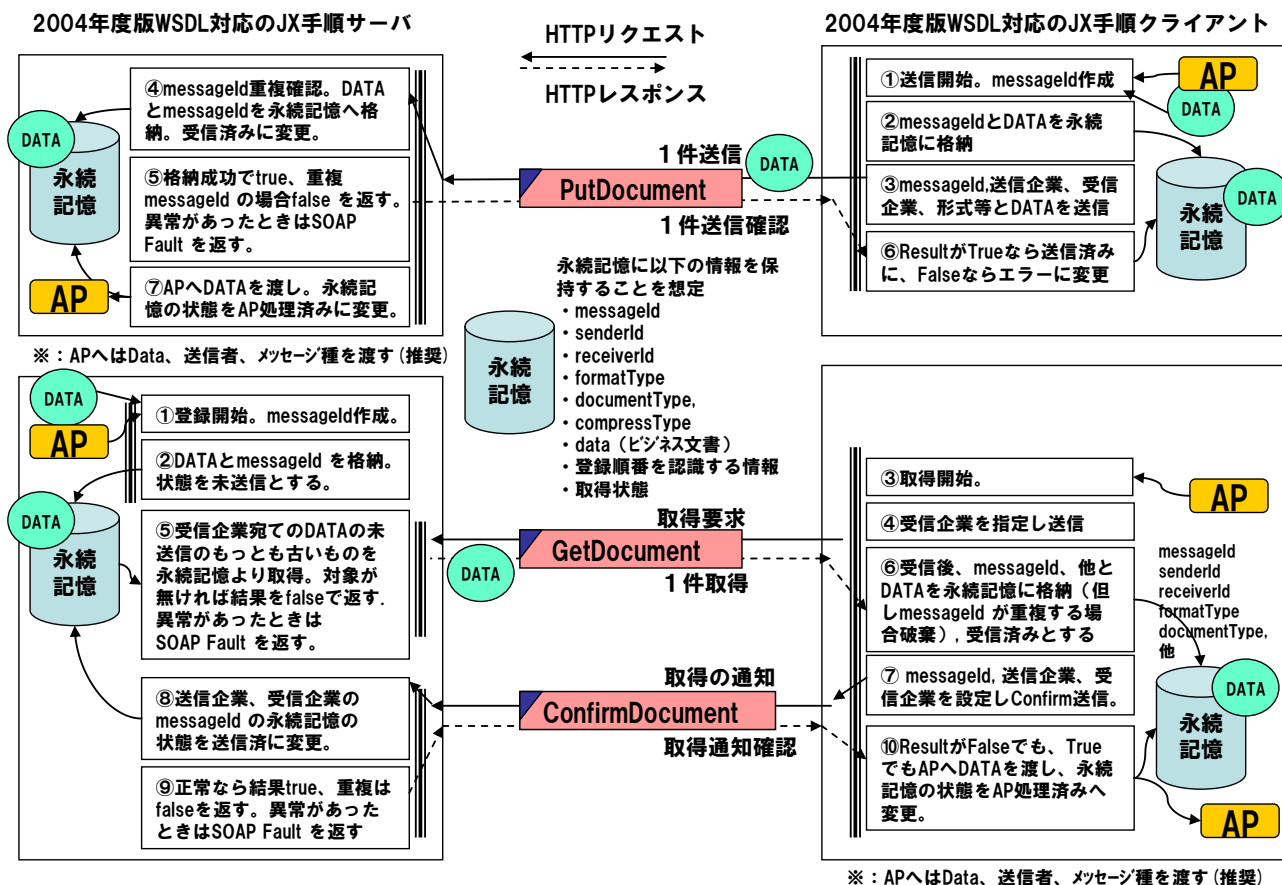 2004年度版WSDL対応のJX手順サーバ
HTTPリクエスト
HTTPレスポンス
2004年度版WSDL対応のJX手順クライアント
④messageId重複確認。DATA
とmessageIdを永続記憶へ格
納。受信済みに変更。
DATA
永続
記憶
⑤格納成功でtrue、重複
messageId の場合false を返す。
異常があったときはSOAP
Fault を返す。
AP
⑦APへDATAを渡し。永続記
憶の状態をAP処理済みに変更。
※：APへはData、送信者、メッセージ種を渡す(推奨)
1件送信
DATA
PutDocument
1件送信確認
①送信開始。messageId作成
AP
DATA
②messageIdとDATAを永続
記憶に格納
③messageId,送信企業、受信
企業、形式等とDATAを送信
⑥ResultがTrueなら送信済み
に、Falseならエラーに変更
DATA
永続
記憶
永続記憶に以下の情報を保
持することを想定
・messageId
・senderId
・receiverId
・formatType
・documentType,
・compressType
・data（ビジネス文書）
・登録順番を認識する情報
・取得状態
永続
記憶
DATA
AP
①登録開始。messageId作成。
②DATAとmessageId を格納。
状態を未送信とする。
DATA
永続
記憶
⑤受信企業宛てのDATAの未
送信のもっとも古いものを
永続記憶より取得。対象が
無ければ結果をfalseで返す.
異常があったときは
SOAP Fault を返す。
⑧送信企業、受信企業の
messageId の永続記憶の
状態を送信済に変更。
⑨正常なら結果true、重複は
falseを返す。異常があった
ときはSOAP Fault を返す
取得要求
GetDocument
DATA
1件取得
取得の通知
ConfirmDocument
取得通知確認
③取得開始。
AP
④受信企業を指定し送信
⑥受信後、messageId、他と
DATAを永続記憶に格納（但
しmessageId が重複する場
合破棄）,受信済みとする
messageId
senderId
receiverId
formatType
documentType,
他
⑦ messageId,送信企業、受
信企業を設定しConfirm送信。
DATA
永続
記憶
⑩ResultがFalseでも、True
でもAPへDATAを渡し、永続
記憶の状態をAP処理済みへ
変更。
AP
※：APへはData、送信者、メッセージ種を渡す(推奨)